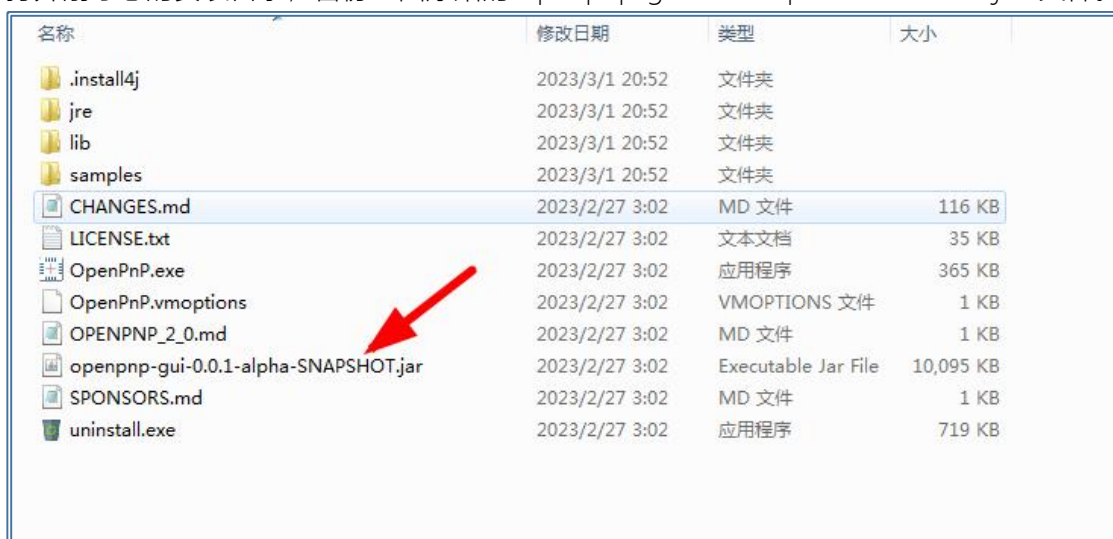 名称 修改日期 类型 大小
.install4j 2023/3/1 20:52 文件夹
jre 2023/3/1 20:52 文件夹
lib 2023/3/1 20:52 文件夹
samples 2023/3/1 20:52 文件夹
CHANGES.md 2023/2/27 3:02 MD 文件 116 KB
LICENSE.txt 2023/2/27 3:02 文本文档 35 KB
OpenPnP.exe 2023/2/27 3:02 应用程序 365 KB
OpenPnP.vmoptions 2023/2/27 3:02 VMOPTIONS 文件 1 KB
OPENPNP_2_0.md 2023/2/27 3:02 MD 文件 1 KB
openpnp-gui-0.0.1-alpha-SNAPSHOT.jar 2023/2/27 3:02 Executable Jar File 10,095 KB
SPONSORS.md 2023/2/27 3:02 MD 文件 1 KB
uninstall.exe 2023/2/27 3:02 应用程序 719 KB